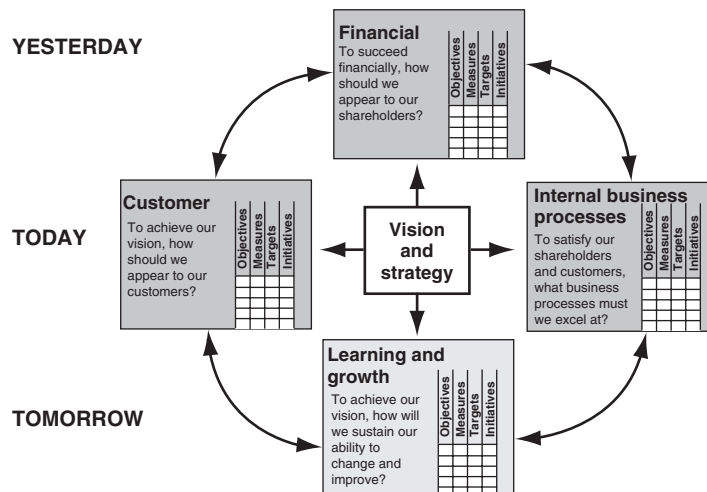 YESTERDAY
Financial
To succeed
financially, how
should we
appear to our
shareholders?
Objectives
Measures
Targets
Initiatives
TODAY
Customer
To achieve our
vision, how
should we
appear to our
customers?
Objectives
Measures
Targets
Initiatives
Vision
and
strategy
Internal business
processes
To satisfy our
shareholders
and customers,
what business
processes must
we excel at?
Objectives
Measures
Targets
Initiatives
TOMORROW
Learning and
growth
To achieve our
vision, how will
we sustain our
ability to
change and
improve?
Objectives
Measures
Targets
Initiatives